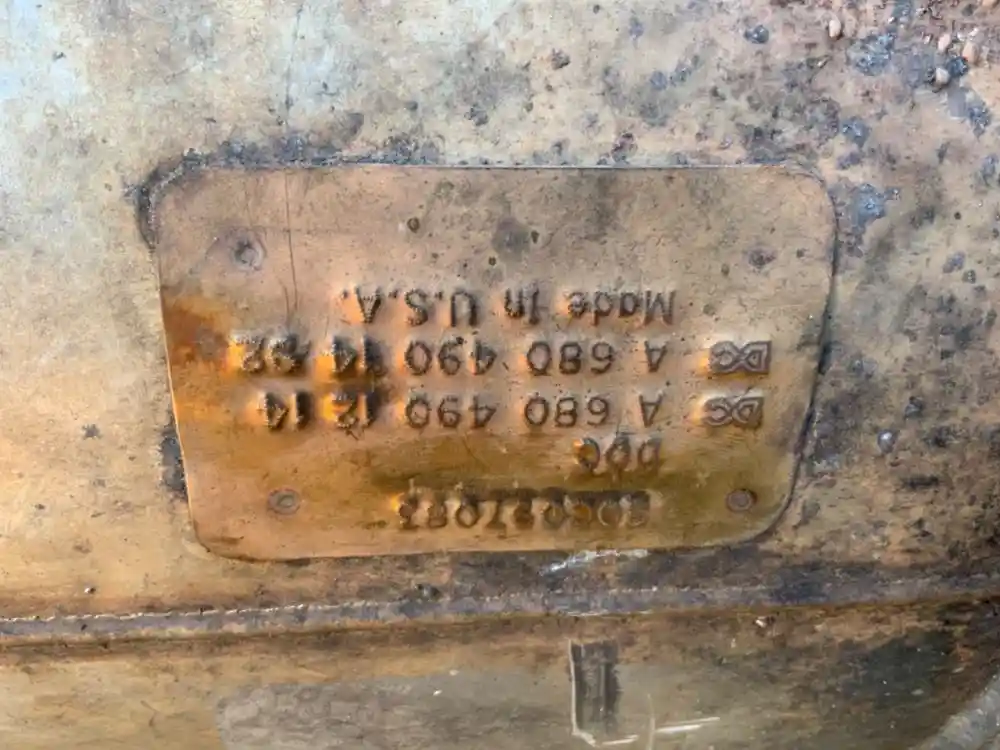 DOC
DC A 680 490 12 14
DC A 680 490 14 92
Made In U.S.A.